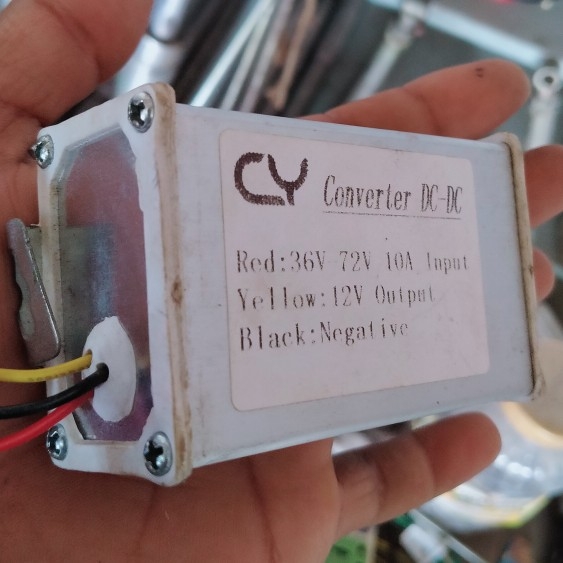 CY Converter DC-DC
Red:36V-72V 10A Input
Yellow:12V Output
Black:Negative